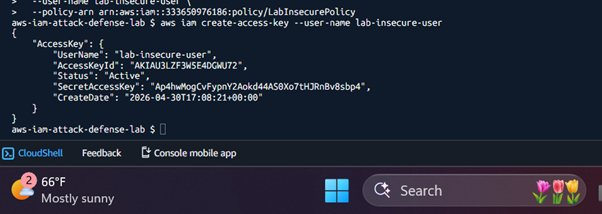 >   --user-name lab-insecure-user \
>   --policy-arn arn:aws:iam::333650976186:policy/LabInsecurePolicy
aws-iam-attack-defense-lab $ aws iam create-access-key --user-name lab-insecure-user
{
    "AccessKey": {
        "UserName": "lab-insecure-user",
        "AccessKeyId": "AKIAU3LZF3W5E4DGWU72",
        "Status": "Active",
        "SecretAccessKey": "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",
        "CreateDate": "2026-04-30T17:08:21+00:00"
    }
}
aws-iam-attack-defense-lab $
CloudShell Feedback Console mobile app
2 66°F
Mostly sunny
Search